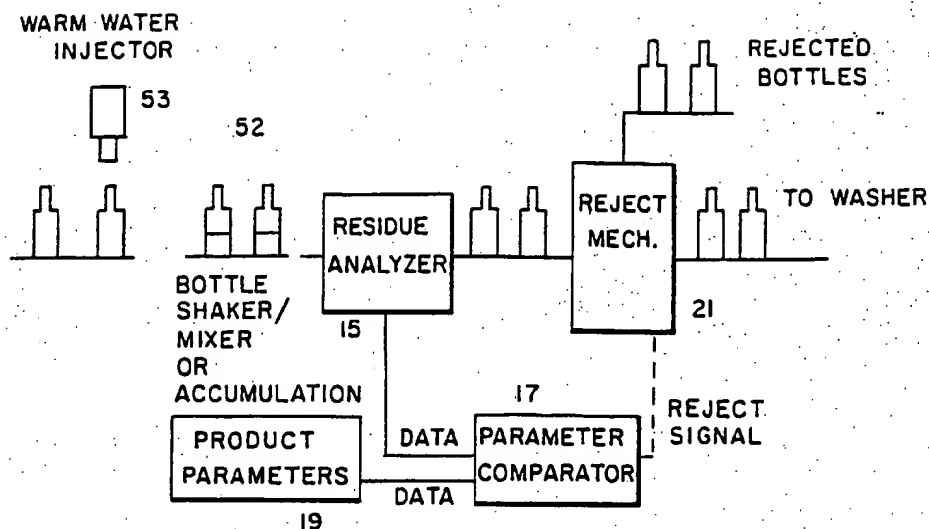 WARM WATER
INJECTOR
53
52
REJECTED
BOTTLES
RESIDUE
ANALYZER
15
REJECT
MECH.
21
TO WASHER
BOTTLE
SHAKER/
MIXER
OR
ACCUMULATION
PRODUCT
PARAMETERS
19
DATA
DATA
17
PARAMETER
COMPARATOR
REJECT
SIGNAL